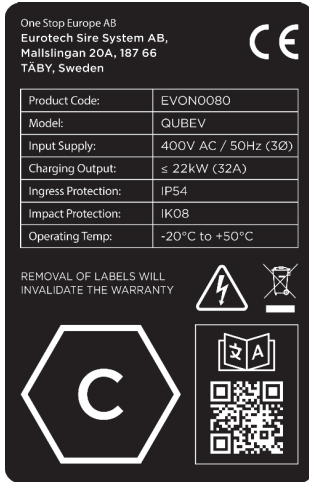 One Stop Europe AB
Eurotech Sire System AB,
Mallslingan 20A, 187 66
TÄBY, Sweden
CE
Product Code: EVON0080
Model: QUBEV
Input Supply: 400V AC / 50Hz (3Ø)
Charging Output: ≤ 22kW (32A)
Ingress Protection: IP54
Impact Protection: IK08
Operating Temp: -20°C to +50°C
REMOVAL OF LABELS WILL
INVALIDATE THE WARRANTY
C
文 A